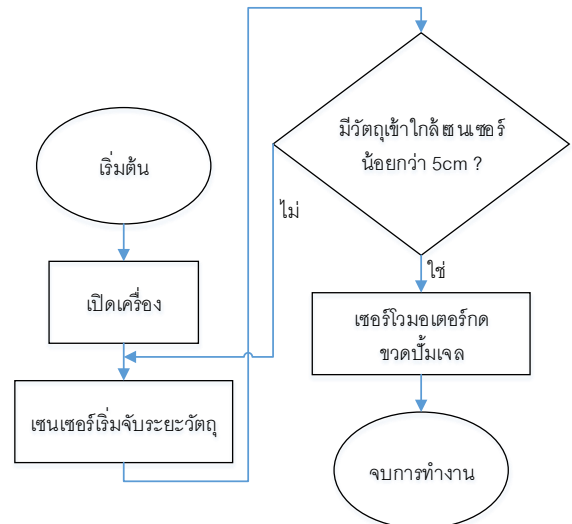 เริ่มต้น
เปิดเครื่อง
เซนเซอร์เริ่มจับระยะวัตถุ
มีวัตถุเข้าใกล้เซนเซอร์
น้อยกว่า 5cm ?
ไม่
ใช่
เซอร์โวมอเตอร์กด
ขวดปั้มเจล
จบการทำงาน